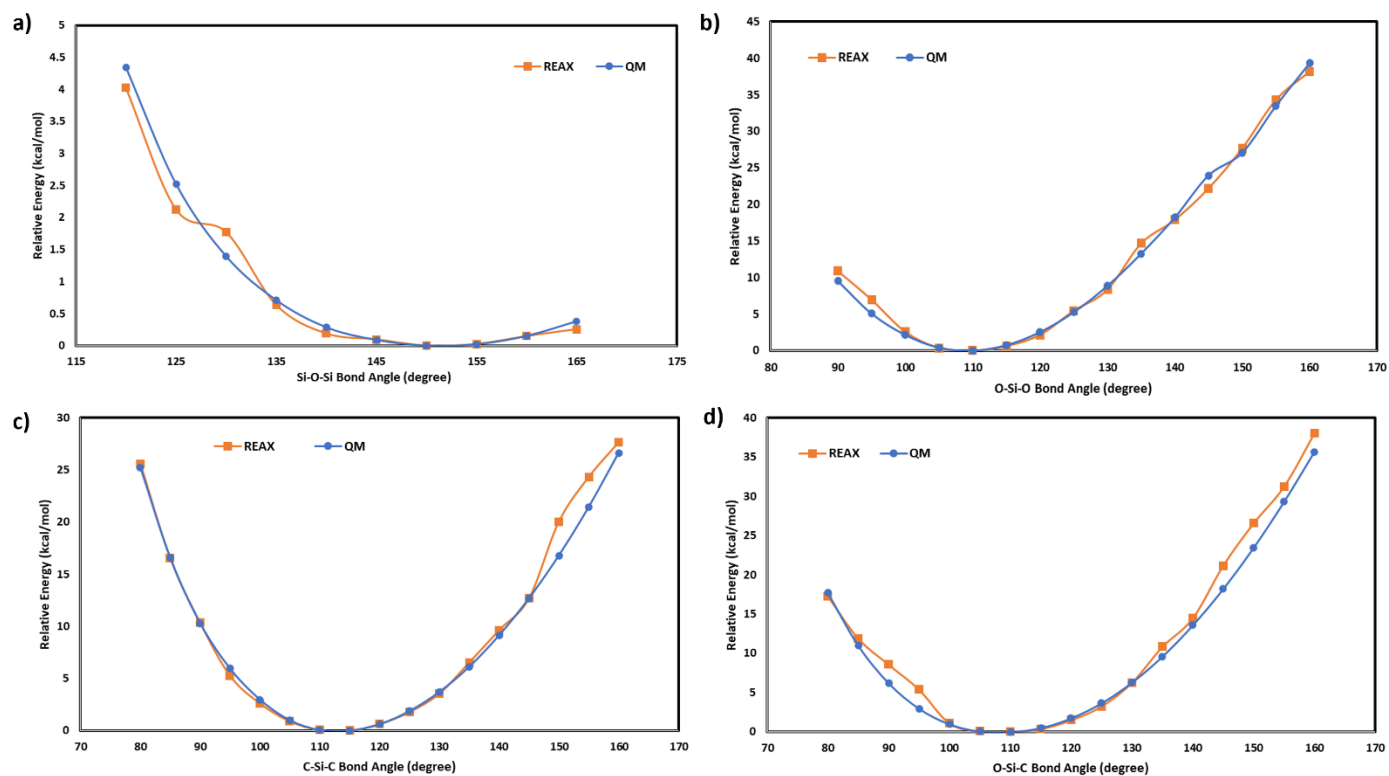 a)
REAX QM
Relative Energy (kcal/mol)
5
4.5
4
3.5
3
2.5
2
1.5
1
0.5
0
115 125 135 145 155 165 175
Si-O-Si Bond Angle (degree)
b)
REAX QM
Relative Energy (kcal/mol)
45
40
35
30
25
20
15
10
5
0
80 90 100 110 120 130 140 150 160 170
O-Si-O Bond Angle (degree)
c)
REAX QM
Relative Energy (kcal/mol)
30
25
20
15
10
5
0
70 80 90 100 110 120 130 140 150 160 170
C-Si-C Bond Angle (degree)
d)
REAX QM
Relative Energy (kcal/mol)
40
35
30
25
20
15
10
5
0
70 80 90 100 110 120 130 140 150 160 170
O-Si-C Bond Angle (degree)